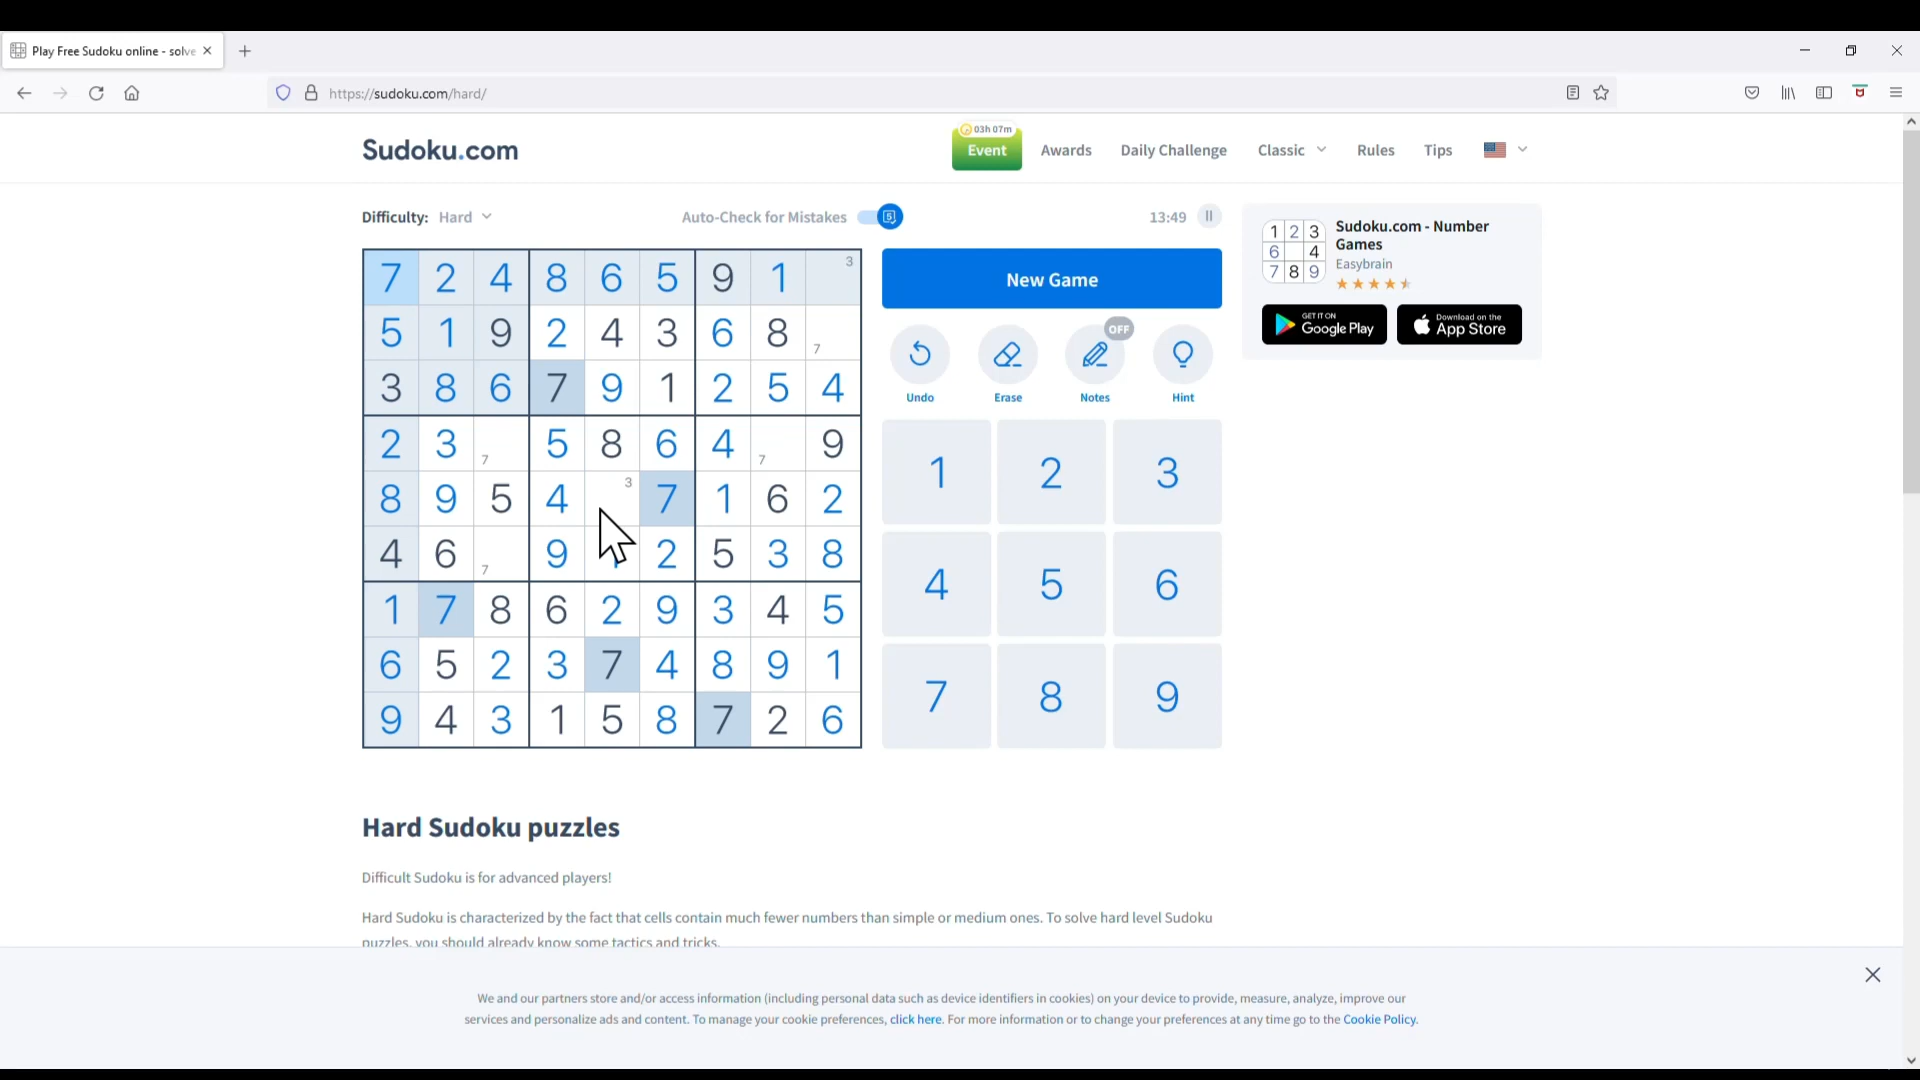 Play Free Sudoku online - solve
https://sudoku.com/hard/
Sudoku.com
03h 07m
Event
Awards
Daily Challenge
Classic
Rules
Tips
Difficulty: Hard
Auto-Check for Mistakes
13:49
7 2 4 8 6 5 9 1 3
5 1 9 2 4 3 6 8 7
3 8 6 7 9 1 2 5 4
2 3 7 5 8 6 4 7 9
8 9 5 4 3 7 1 6 2
4 6 7 9 2 5 3 8
1 7 8 6 2 9 3 4 5
6 5 2 3 7 4 8 9 1
9 4 3 1 5 8 7 2 6
New Game
OFF
Undo
Erase
Notes
Hint
1 2 3
4 5 6
7 8 9
1 2 3
6 4
7 8 9
Sudoku.com - Number
Games
Easybrain
GET IT ON
Google Play
Download on the
App Store
Hard Sudoku puzzles
Difficult Sudoku is for advanced players!
Hard Sudoku is characterized by the fact that cells contain much fewer numbers than simple or medium ones. To solve hard level Sudoku
puzzles, you should already know some tactics and tricks.
We and our partners store and/or access information (including personal data such as device identifiers in cookies) on your device to provide, measure, analyze, improve our
services and personalize ads and content. To manage your cookie preferences, click here. For more information or to change your preferences at any time go to the Cookie Policy.